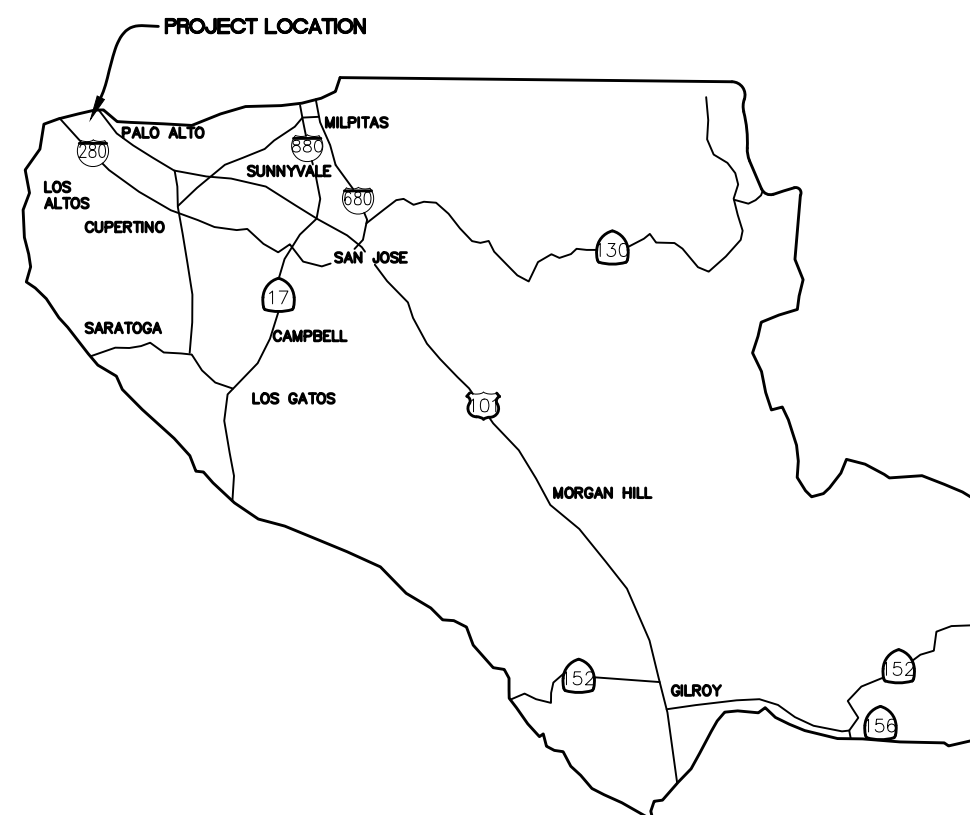 PROJECT LOCATION
PALO ALTO
MILPITAS
280
880
SUNNYVALE
LOS
ALTOS
680
CUPERTINO
130
SAN JOSE
17
SARATOGA
CAMPBELL
LOS GATOS
101
MORGAN HILL
152
152
GILROY
156